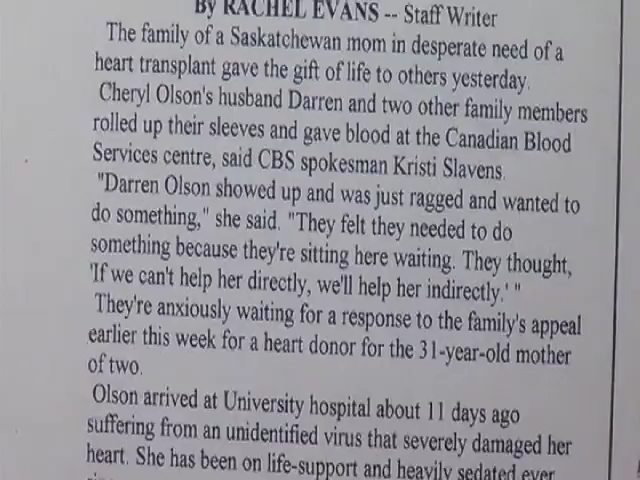 By RACHEL EVANS -- Staff Writer
The family of a Saskatchewan mom in desperate need of a
heart transplant gave the gift of life to others yesterday.
Cheryl Olson's husband Darren and two other family members
rolled up their sleeves and gave blood at the Canadian Blood
Services centre, said CBS spokesman Kristi Slavens.
"Darren Olson showed up and was just ragged and wanted to
do something," she said. "They felt they needed to do
something because they're sitting here waiting. They thought,
'If we can't help her directly, we'll help her indirectly.' "
They're anxiously waiting for a response to the family's appeal
earlier this week for a heart donor for the 31-year-old mother
of two.
Olson arrived at University hospital about 11 days ago
suffering from an unidentified virus that severely damaged her
heart. She has been on life-support and heavily sedated ever